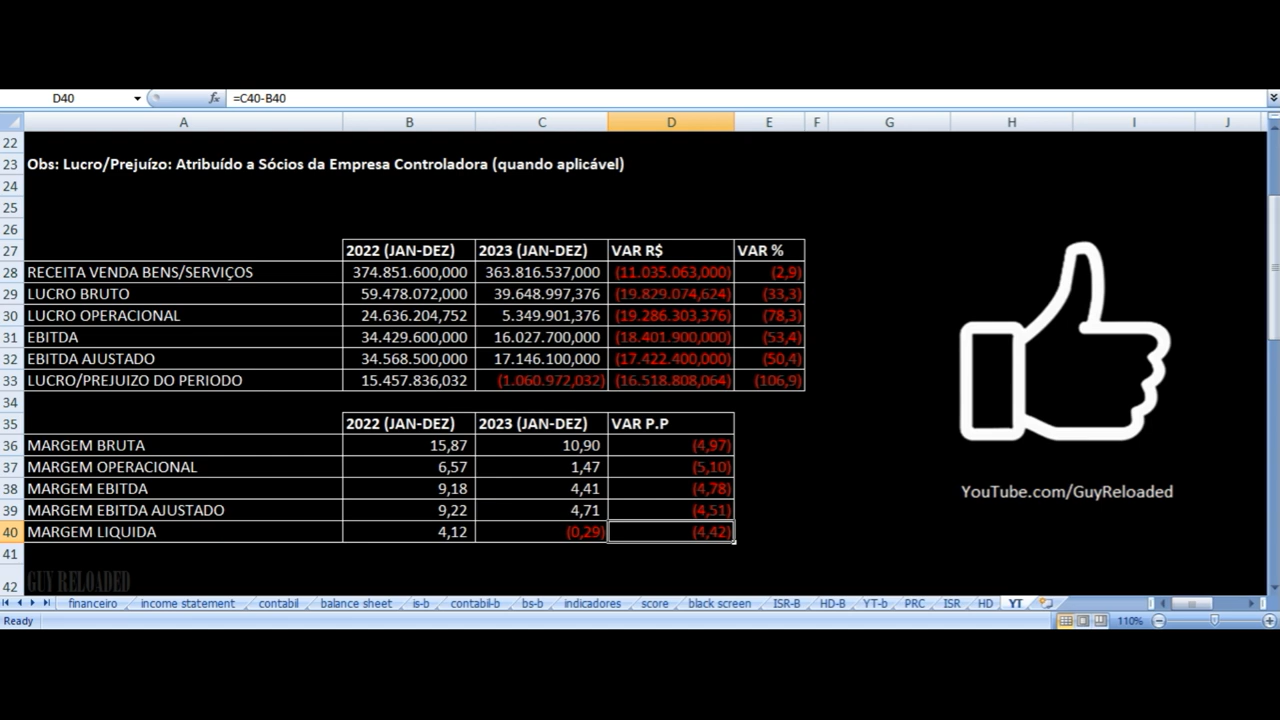 D40 fx =C40-B40
A B C D E F G H I J
22
23 Obs: Lucro/Prejuízo: Atribuído a Sócios da Empresa Controladora (quando aplicável)
24
25
26
27 2022 (JAN-DEZ) 2023 (JAN-DEZ) VAR R$ VAR %
28 RECEITA VENDA BENS/SERVIÇOS 374.851.600,000 363.816.537,000 (11.035.063,000) (2,9)
29 LUCRO BRUTO 59.478.072,000 39.648.997,376 (19.829.074,624) (33,3)
30 LUCRO OPERACIONAL 24.636.204,752 5.349.901,376 (19.286.303,376) (78,3)
31 EBITDA 34.429.600,000 16.027.700,000 (18.401.900,000) (53,4)
32 EBITDA AJUSTADO 34.568.500,000 17.146.100,000 (17.422.400,000) (50,4)
33 LUCRO/PREJUIZO DO PERIODO 15.457.836,032 (1.060.972,032) (16.518.808,064) (106,9)
34
35 2022 (JAN-DEZ) 2023 (JAN-DEZ) VAR P.P
36 MARGEM BRUTA 15,87 10,90 (4,97)
37 MARGEM OPERACIONAL 6,57 1,47 (5,10)
38 MARGEM EBITDA 9,18 4,41 (4,78)
39 MARGEM EBITDA AJUSTADO 9,22 4,71 (4,51)
40 MARGEM LIQUIDA 4,12 (0,29) (4,42)
YouTube.com/GuyReloaded
41
42 GUY RELOADED
financeiro income statement contabil balance sheet is-b contabil-b bs-b indicadores score black screen ISR-B HD-B YT-b PRC ISR HD YT
Ready 110%